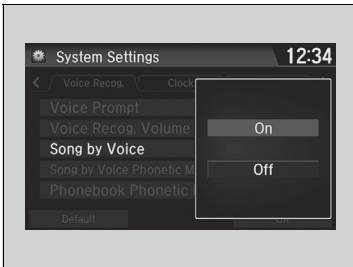 System Settings 12:34
Voice Recog. Clock
Voice Prompt
Voice Recog. Volume
Song by Voice
Song by Voice Phonetic M
Phonebook Phonetic
On
Off
Default OK